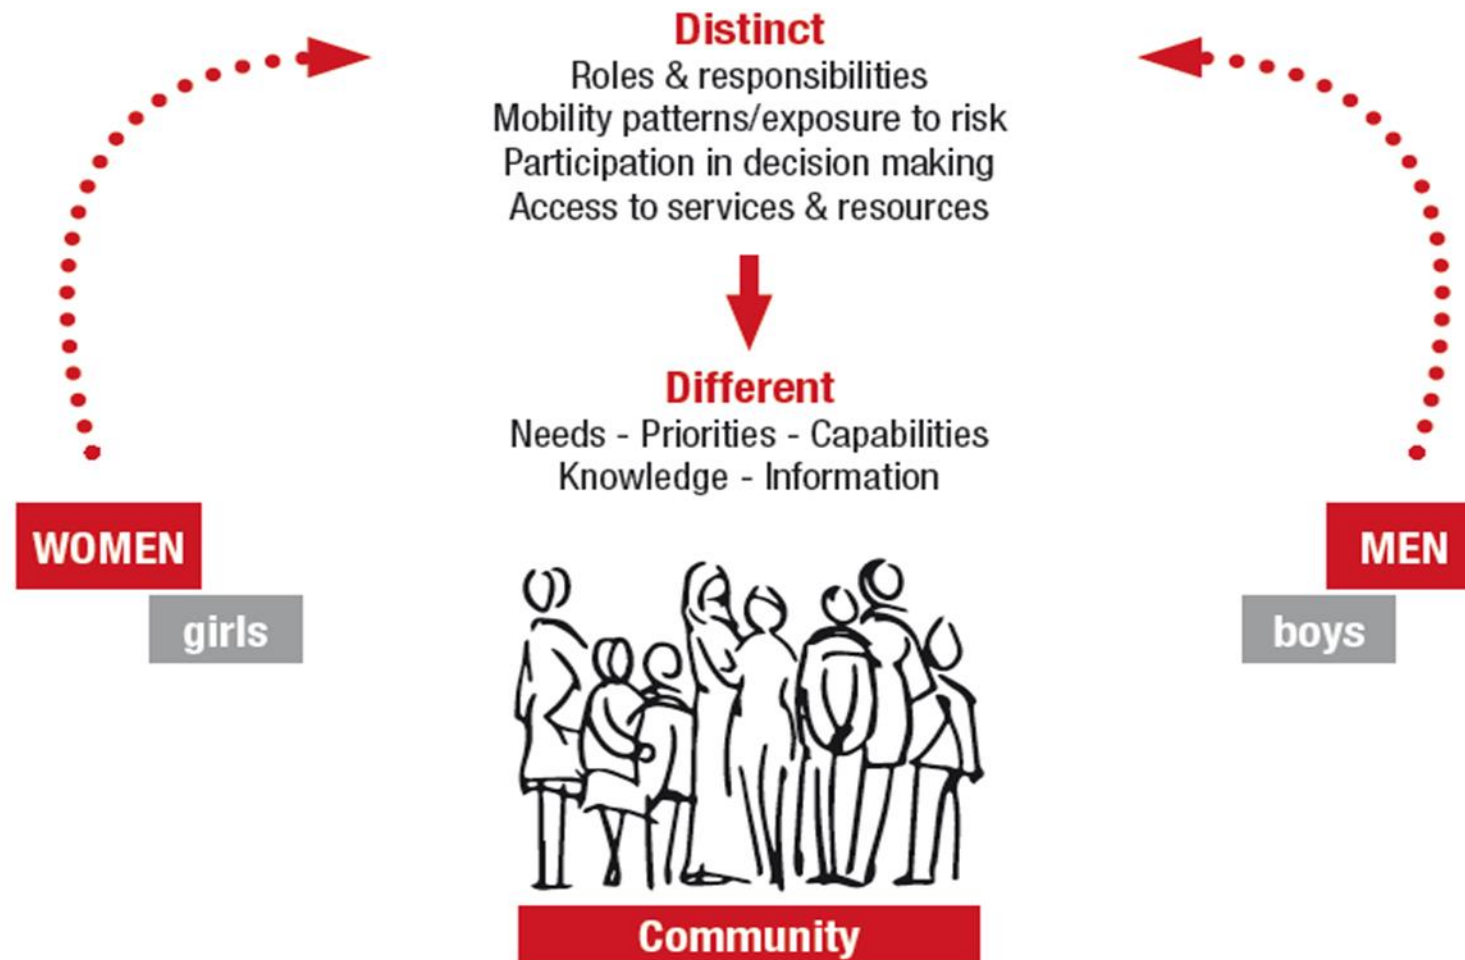 Distinct
Roles & responsibilities
Mobility patterns/exposure to risk
Participation in decision making
Access to services & resources
Different
Needs - Priorities - Capabilities
Knowledge - Information
WOMEN
girls
MEN
boys
Community